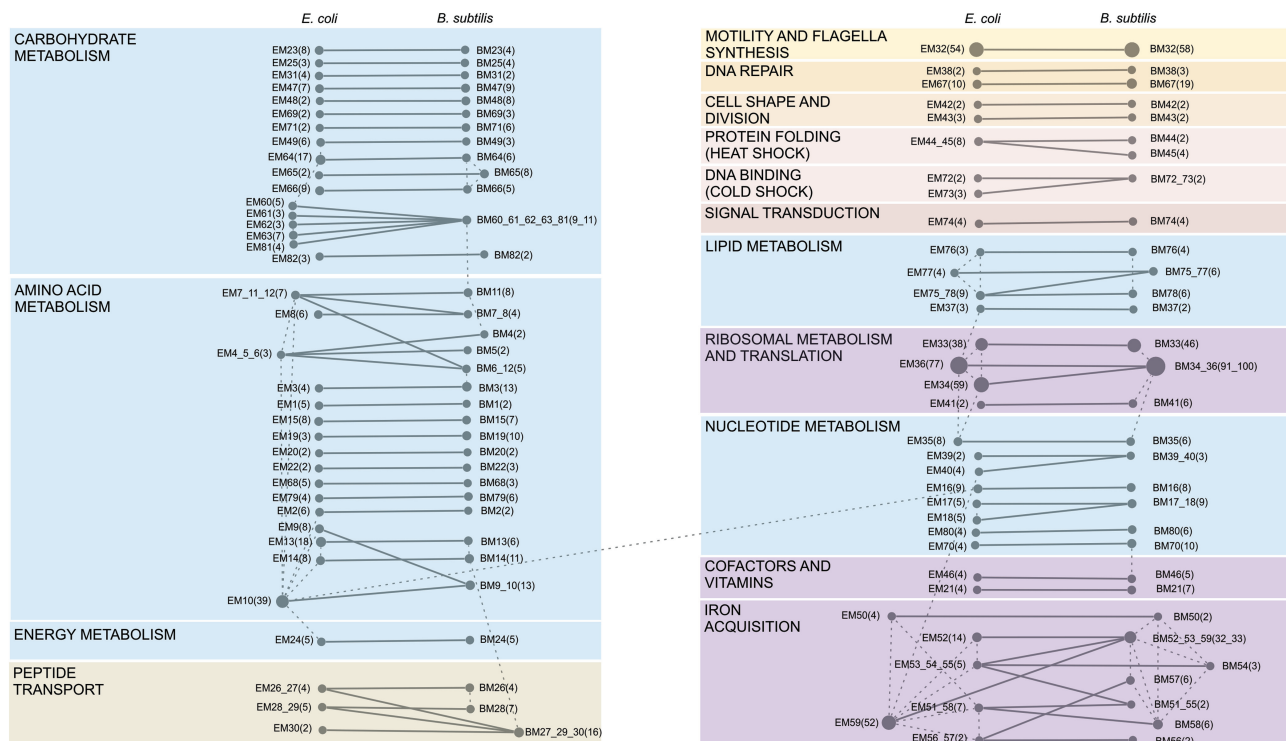 E. coli
B. subtilis
CARBOHYDRATE
METABOLISM
EM23(8)
BM23(4)
EM25(3)
BM25(4)
EM31(4)
BM31(2)
EM47(7)
BM47(9)
EM48(2)
BM48(8)
EM69(2)
BM69(3)
EM71(2)
BM71(6)
EM49(6)
BM49(3)
EM64(17)
BM64(6)
EM65(2)
BM65(8)
EM66(9)
BM66(5)
EM60(5)
EM61(3)
EM62(3)
EM63(7)
EM81(4)
BM60_61_62_63_81(9_11)
EM82(3)
BM82(2)
AMINO ACID
METABOLISM
EM7_11_12(7)
BM11(8)
EM8(6)
BM7_8(4)
BM4(2)
EM4_5_6(3)
BM5(2)
BM6_12(5)
EM3(4)
BM3(13)
EM1(5)
BM1(2)
EM15(8)
BM15(7)
EM19(3)
BM19(10)
EM20(2)
BM20(2)
EM22(2)
BM22(3)
EM68(5)
BM68(3)
EM79(4)
BM79(6)
EM2(6)
BM2(2)
EM9(8)
EM13(18)
BM13(6)
EM14(8)
BM14(11)
BM9_10(13)
EM10(39)
ENERGY METABOLISM
EM24(5)
BM24(5)
PEPTIDE
TRANSPORT
EM26_27(4)
BM26(4)
EM28_29(5)
BM28(7)
EM30(2)
BM27_29_30(16)
E. coli
B. subtilis
MOTILITY AND FLAGELLA
SYNTHESIS
EM32(54)
BM32(58)
DNA REPAIR
EM38(2)
BM38(3)
EM67(10)
BM67(19)
CELL SHAPE AND
DIVISION
EM42(2)
BM42(2)
EM43(3)
BM43(2)
PROTEIN FOLDING
(HEAT SHOCK)
EM44_45(8)
BM44(2)
BM45(4)
DNA BINDING
(COLD SHOCK)
EM72(2)
BM72_73(2)
EM73(3)
SIGNAL TRANSDUCTION
EM74(4)
BM74(4)
LIPID METABOLISM
EM76(3)
BM76(4)
EM77(4)
BM75_77(6)
EM75_78(9)
BM78(6)
EM37(3)
BM37(2)
RIBOSOMAL METABOLISM
AND TRANSLATION
EM33(38)
BM33(46)
EM36(77)
BM34_36(91_100)
EM34(59)
EM41(2)
BM41(6)
NUCLEOTIDE METABOLISM
EM35(8)
BM35(6)
EM39(2)
BM39_40(3)
EM40(4)
EM16(9)
BM16(8)
EM17(5)
BM17_18(9)
EM18(5)
EM80(4)
BM80(6)
EM70(4)
BM70(10)
COFACTORS AND
VITAMINS
EM46(4)
BM46(5)
EM21(4)
BM21(7)
IRON
ACQUISITION
EM50(4)
BM50(2)
EM52(14)
BM52_53_59(32_33)
EM53_54_55(5)
BM54(3)
BM57(6)
EM51_58(7)
BM51_55(2)
EM59(52)
BM58(6)
EM56_57(2)
BM56(2)